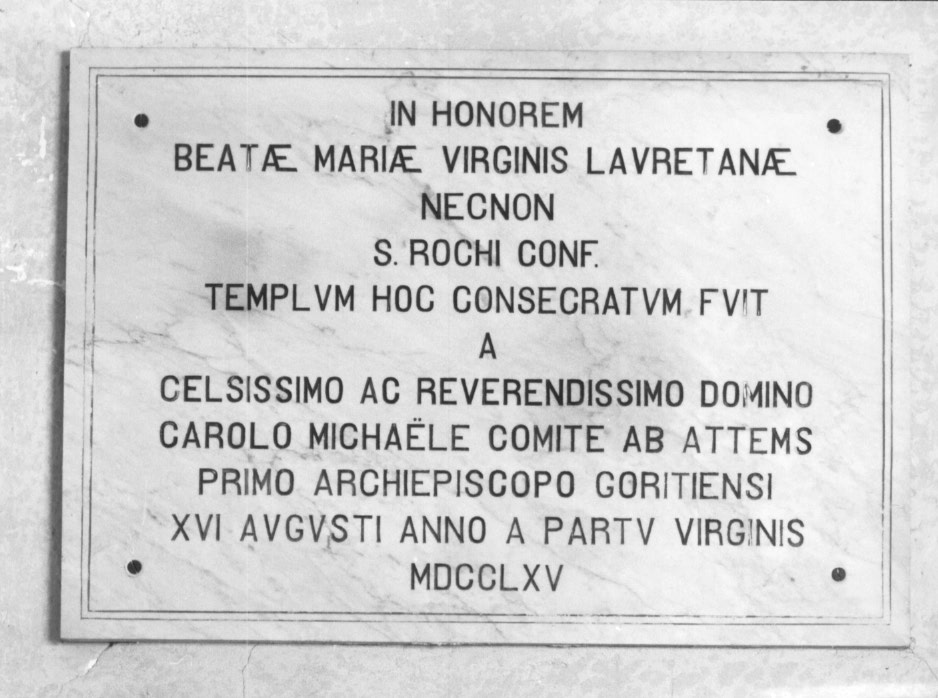 IN HONOREM
BEATÆ MARIÆ VIRGINIS LAVRETANÆ
NECNON
S. ROCHI CONF.
TEMPLVM HOC CONSECRATVM FVIT
A
CELSISSIMO AC REVERENDISSIMO DOMINO
CAROLO MICHAËLE COMITE AB ATTEMS
PRIMO ARCHIEPISCOPO GORITIENSI
XVI AVGVSTI ANNO A PARTV VIRGINIS
MDCCLXV